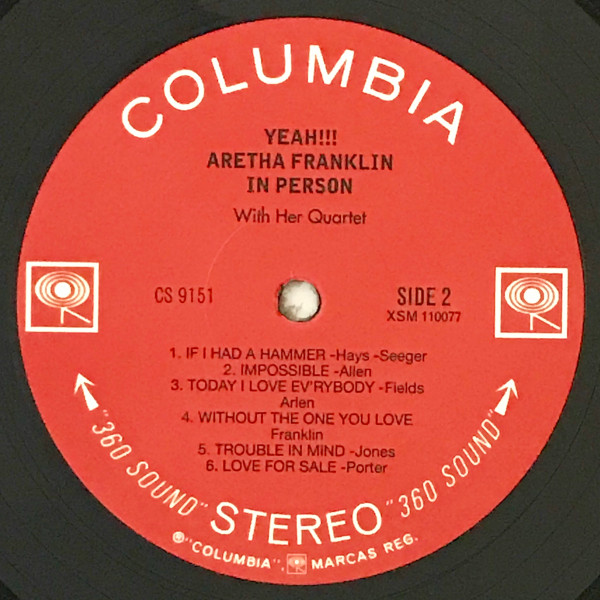 COLUMBIA
YEAH!!!
ARETHA FRANKLIN
IN PERSON
With Her Quartet
CS 9151
SIDE 2
XSM 110077
1. IF I HAD A HAMMER -Hays -Seeger
2. IMPOSSIBLE -Allen
3. TODAY I LOVE EV'RYBODY -Fields
Arlen
4. WITHOUT THE ONE YOU LOVE
Franklin
5. TROUBLE IN MIND -Jones
6. LOVE FOR SALE -Porter
"360 SOUND" STEREO "360 SOUND"
℗"COLUMBIA", MARCAS REG.